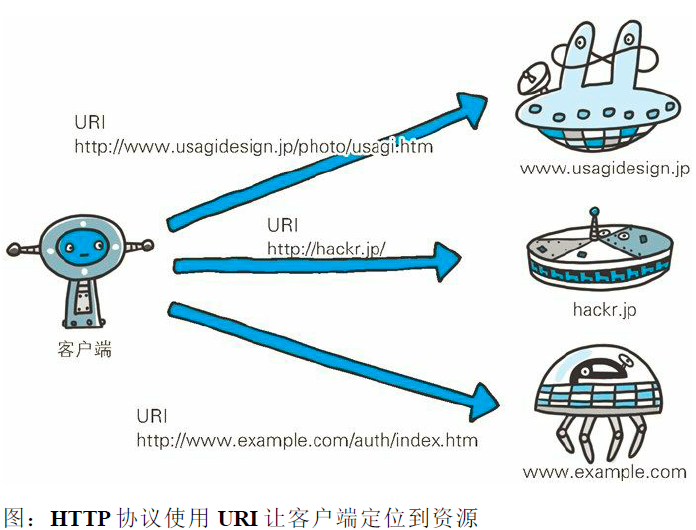 URI
http://www.usagidesign.jp/photo/usagi.htm
www.usagidesign.jp
URI
http://hackr.jp/
hackr.jp
客户端
URI
http://www.example.com/auth/index.htm
www.example.com
图：HTTP 协议使用 URI 让客户端定位到资源